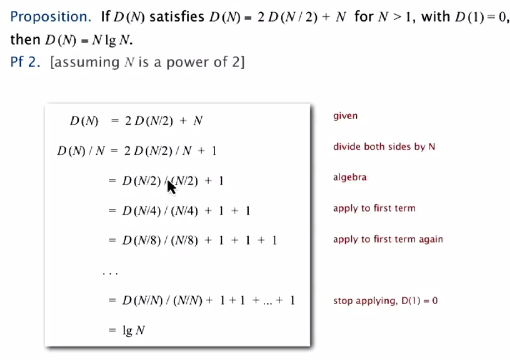 Proposition. If D(N) satisfies D(N) = 2 D(N / 2) + N for N > 1, with D(1) = 0,
then D(N) = N lg N.
Pf 2. [assuming N is a power of 2]
D(N) = 2 D(N/2) + N given
D(N) / N = 2 D(N/2) / N + 1 divide both sides by N
= D(N/2) / (N/2) + 1 algebra
= D(N/4) / (N/4) + 1 + 1 apply to first term
= D(N/8) / (N/8) + 1 + 1 + 1 apply to first term again
...
= D(N/N) / (N/N) + 1 + 1 + ... + 1 stop applying, D(1) = 0
= lg N